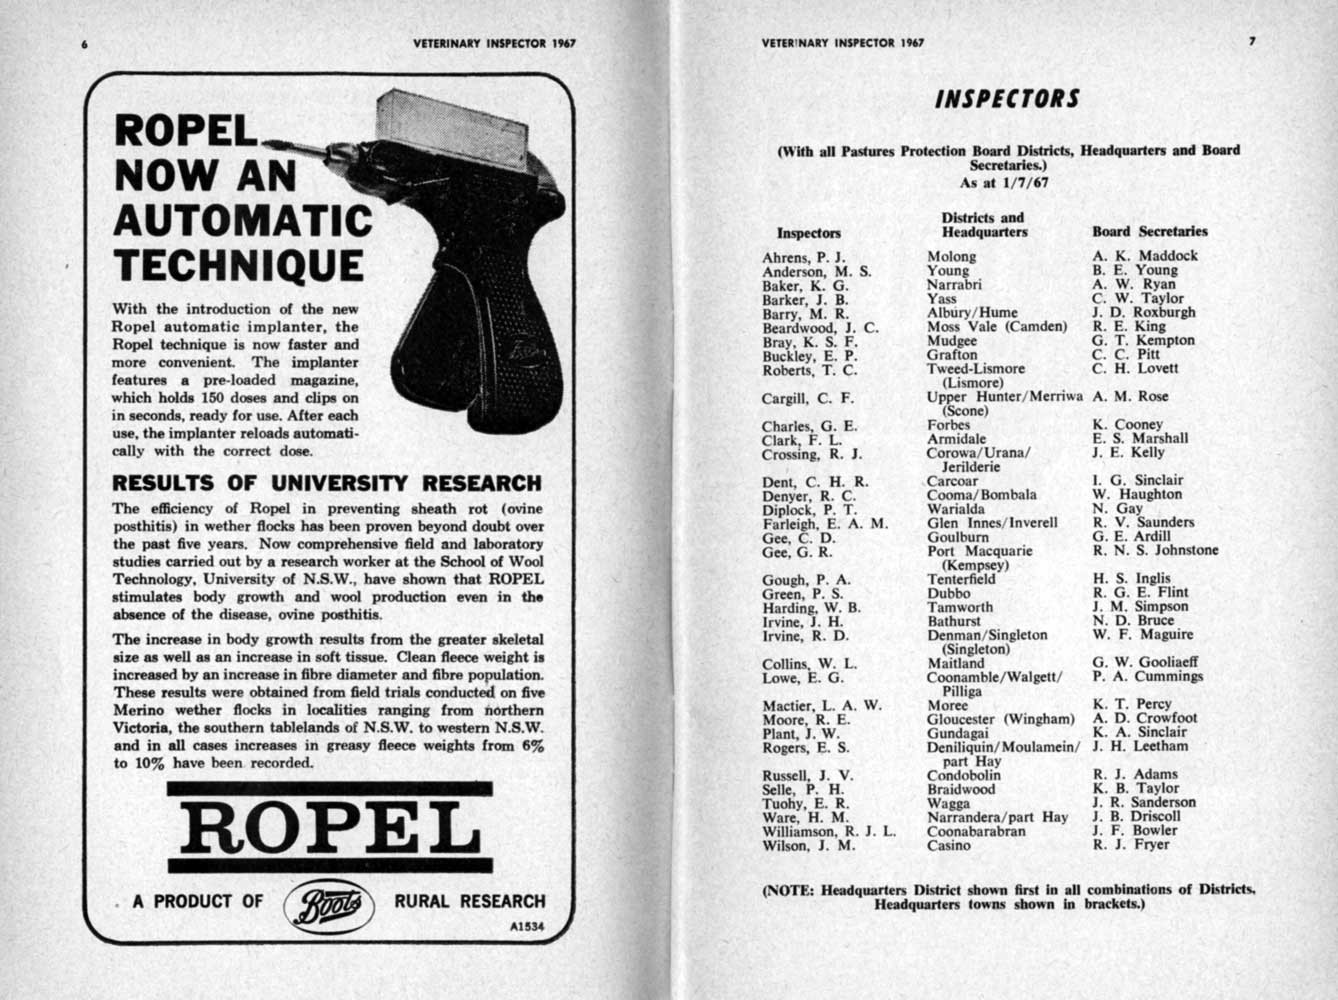 6
VETERINARY INSPECTOR 1967
ROPEL
NOW AN
AUTOMATIC
TECHNIQUE
With the introduction of the new
Ropel automatic implanter, the
Ropel technique is now faster and
more convenient. The implanter
features a pre-loaded magazine,
which holds 150 doses and clips on
in seconds, ready for use. After each
use, the implanter reloads automati-
cally with the correct dose.
RESULTS OF UNIVERSITY RESEARCH
The efficiency of Ropel in preventing sheath rot (ovine
posthitis) in wether flocks has been proven beyond doubt over
the past five years. Now comprehensive field and laboratory
studies carried out by a research worker at the School of Wool
Technology, University of N.S.W., have shown that ROPEL
stimulates body growth and wool production even in the
absence of the disease, ovine posthitis.
The increase in body growth results from the greater skeletal
size as well as an increase in soft tissue. Clean fleece weight is
increased by an increase in fibre diameter and fibre population.
These results were obtained from field trials conducted on five
Merino wether flocks in localities ranging from northern
Victoria, the southern tablelands of N.S.W. to western N.S.W.
and in all cases increases in greasy fleece weights from 6%
to 10% have been recorded.
ROPEL
A PRODUCT OF Boots RURAL RESEARCH
A1534
VETERINARY INSPECTOR 1967
7
INSPECTORS
(With all Pastures Protection Board Districts, Headquarters and Board
Secretaries.)
As at 1/7/67
Districts and
Inspectors Headquarters Board Secretaries
Ahrens, P. J. Molong A. K. Maddock
Anderson, M. S. Young B. E. Young
Baker, K. G. Narrabri A. W. Ryan
Barker, J. B. Yass C. W. Taylor
Barry, M. R. Albury/Hume J. D. Roxburgh
Beardwood, J. C. Moss Vale (Camden) R. E. King
Bray, K. S. F. Mudgee G. T. Kempton
Buckley, E. P. Grafton C. C. Pitt
Roberts, T. C. Tweed-Lismore C. H. Lovett
(Lismore)
Cargill, C. F. Upper Hunter/Merriwa A. M. Rose
(Scone)
Charles, G. E. Forbes K. Cooney
Clark, F. L. Armidale E. S. Marshall
Crossing, R. J. Corowa/Urana/ J. E. Kelly
Jerilderie
Dent, C. H. R. Carcoar I. G. Sinclair
Denyer, R. C. Cooma/Bombala W. Haughton
Diplock, P. T. Warialda N. Gay
Farleigh, E. A. M. Glen Innes/Inverell R. V. Saunders
Gee, C. D. Goulburn G. E. Ardill
Gee, G. R. Port Macquarie R. N. S. Johnstone
(Kempsey)
Gough, P. A. Tenterfield H. S. Inglis
Green, P. S. Dubbo R. G. E. Flint
Harding, W. B. Tamworth J. M. Simpson
Irvine, J. H. Bathurst N. D. Bruce
Irvine, R. D. Denman/Singleton W. F. Maguire
(Singleton)
Collins, W. L. Maitland G. W. Gooliaeff
Lowe, E. G. Coonamble/Walgett/ P. A. Cummings
Pilliga
Mactier, L. A. W. Moree K. T. Percy
Moore, R. E. Gloucester (Wingham) A. D. Crowfoot
Plant, J. W. Gundagai K. A. Sinclair
Rogers, E. S. Deniliquin/Moulamein/ J. H. Leetham
part Hay
Russell, J. V. Condobolin R. J. Adams
Selle, P. H. Braidwood K. B. Taylor
Tuohy, E. R. Wagga J. R. Sanderson
Ware, H. M. Narrandera/part Hay J. B. Driscoll
Williamson, R. J. L. Coonabarabran J. F. Bowler
Wilson, J. M. Casino R. J. Fryer
(NOTE: Headquarters District shown first in all combinations of Districts.
Headquarters towns shown in brackets.)